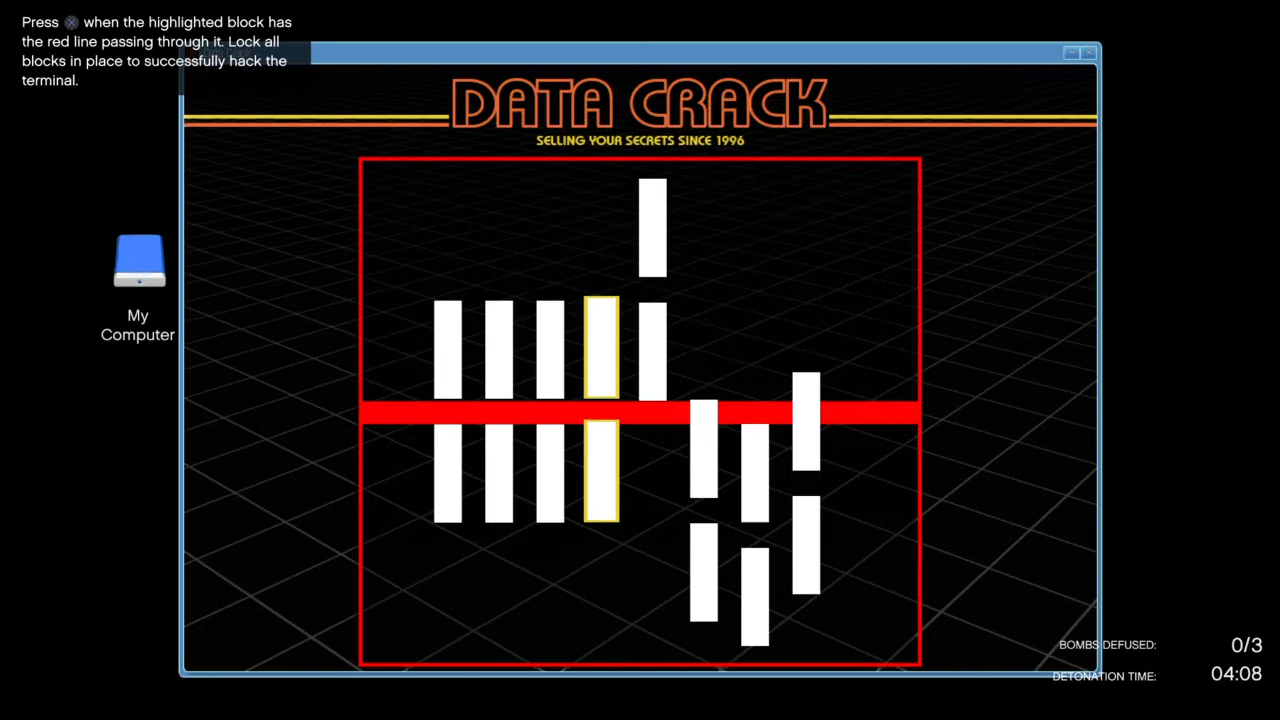 Press ⓧ when the highlighted block has
the red line passing through it. Lock all
blocks in place to successfully hack the
terminal.
DATA CRACK
SELLING YOUR SECRETS SINCE 1996
My
Computer
BOMBS DEFUSED: 0/3
DETONATION TIME: 04:08